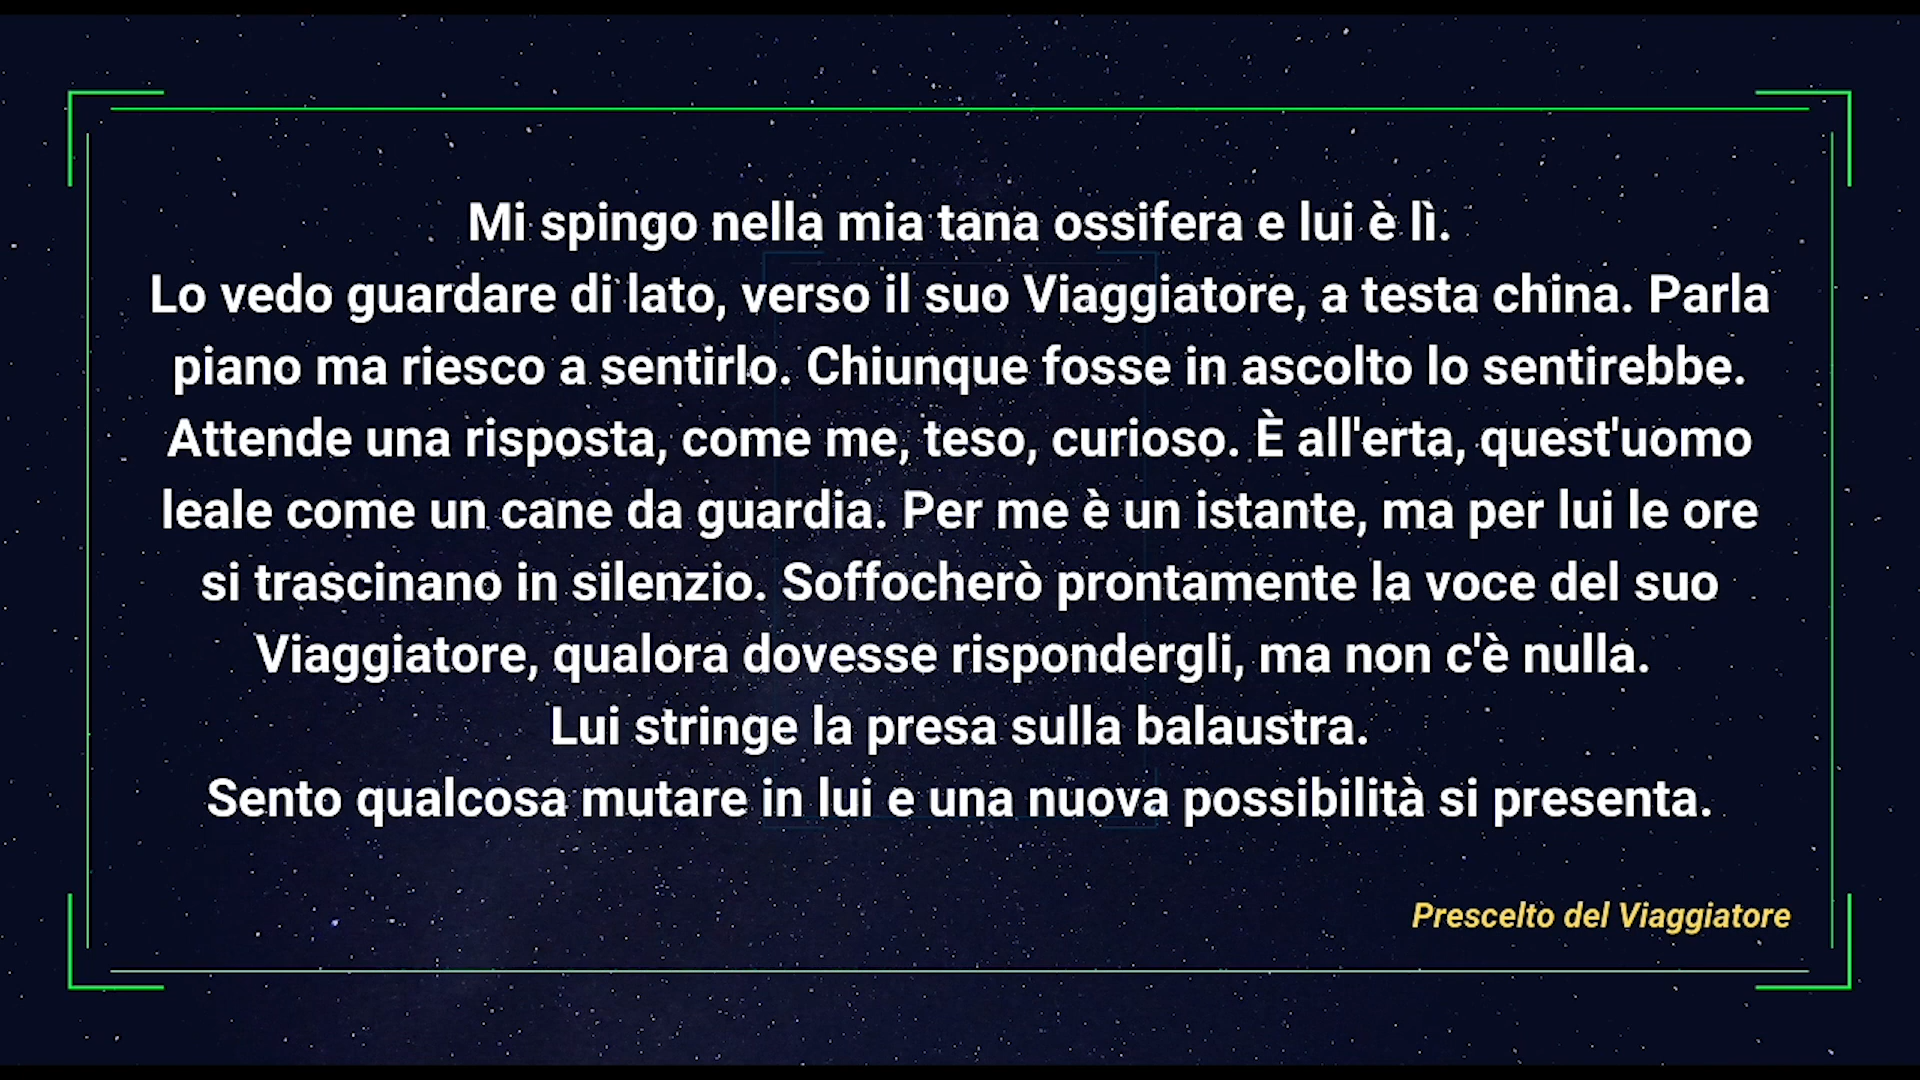 Mi spingo nella mia tana ossifera e lui è lì.
Lo vedo guardare di lato, verso il suo Viaggiatore, a testa china. Parla
piano ma riesco a sentirlo. Chiunque fosse in ascolto lo sentirebbe.
Attende una risposta, come me, teso, curioso. È all'erta, quest'uomo
leale come un cane da guardia. Per me è un istante, ma per lui le ore
si trascinano in silenzio. Soffocherò prontamente la voce del suo
Viaggiatore, qualora dovesse rispondergli, ma non c'è nulla.
Lui stringe la presa sulla balaustra.
Sento qualcosa mutare in lui e una nuova possibilità si presenta.
Prescelto del Viaggiatore